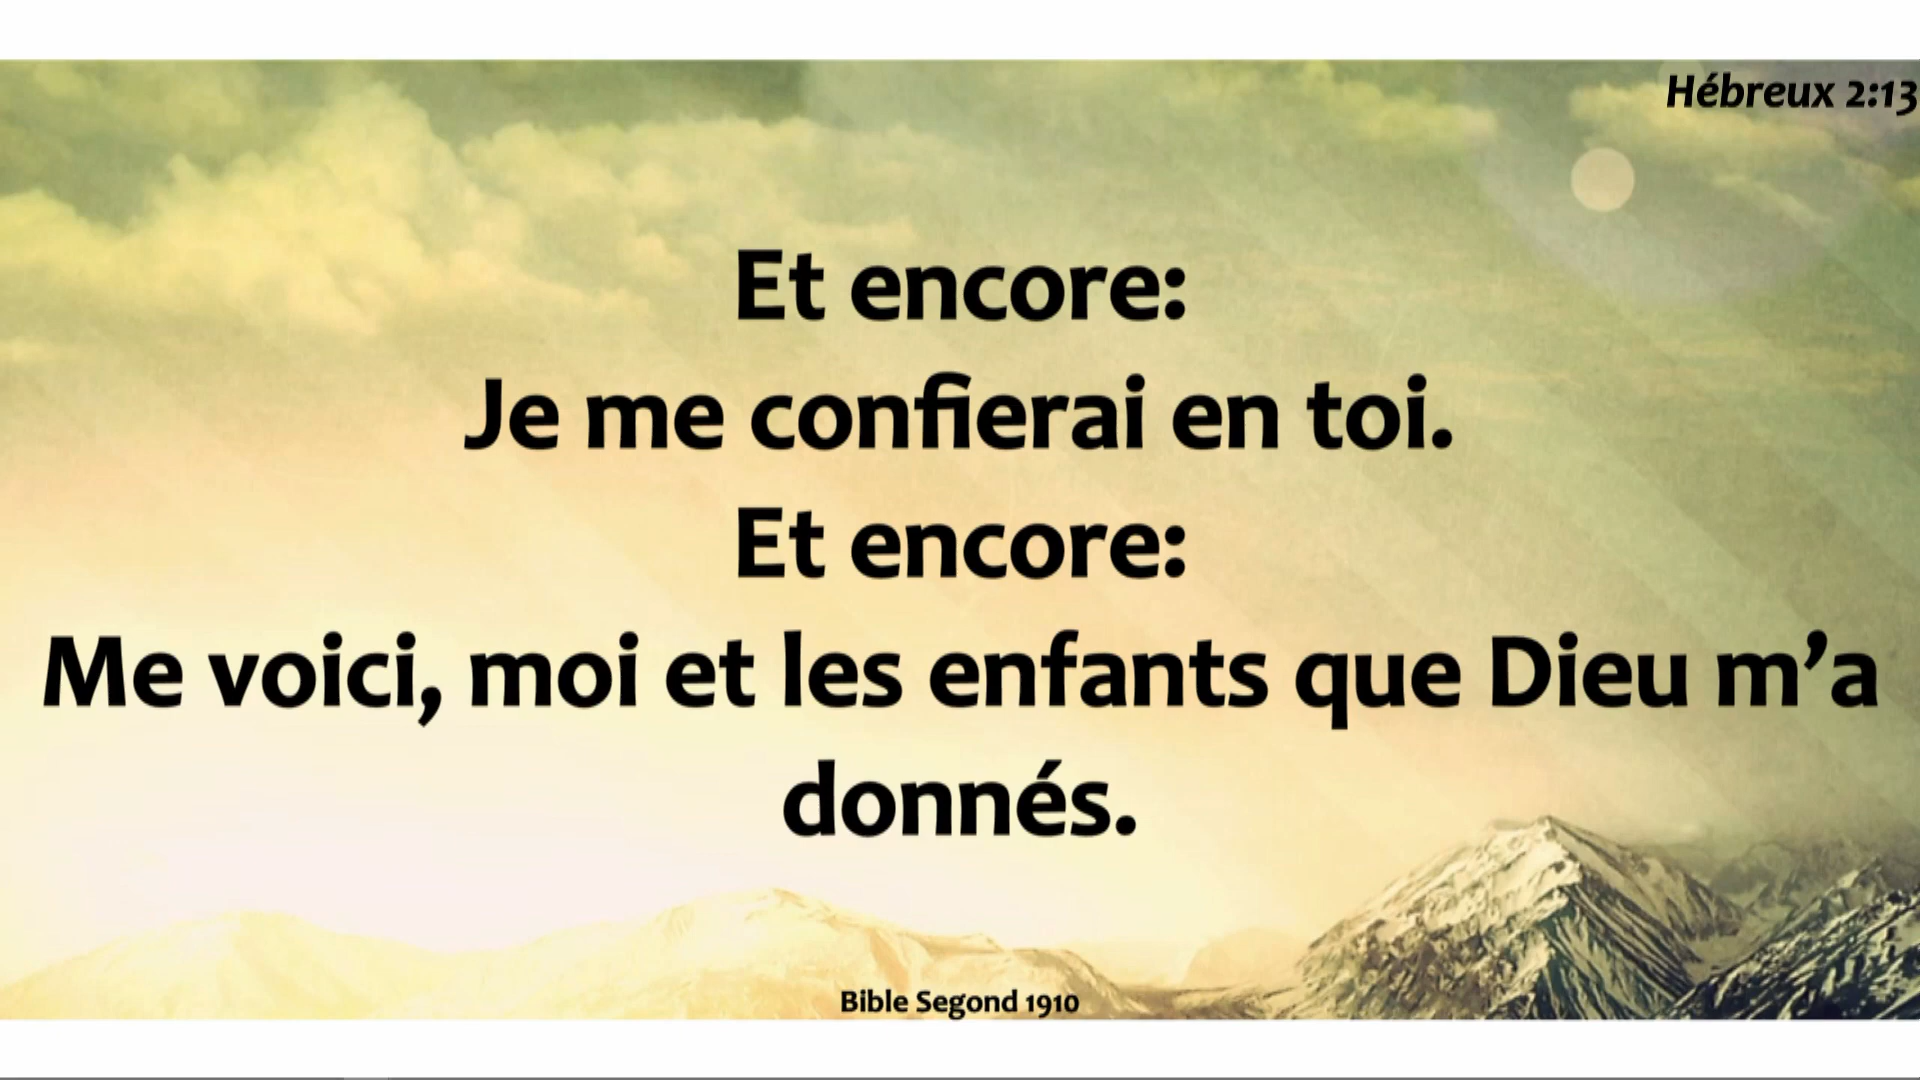 Hébreux 2:13
Et encore:
Je me confierai en toi.
Et encore:
Me voici, moi et les enfants que Dieu m’a
donnés.
Bible Segond 1910